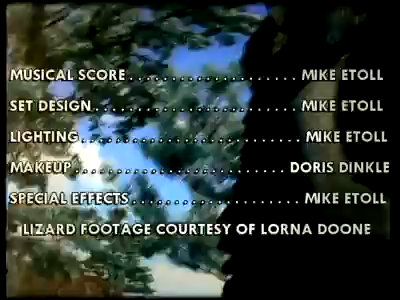 MUSICAL SCORE . . . . . . . . . . . . . . . . . . . . MIKE ETOLL
SET DESIGN . . . . . . . . . . . . . . . . . . . . . . . . MIKE ETOLL
LIGHTING . . . . . . . . . . . . . . . . . . . . . . . . . . MIKE ETOLL
MAKEUP . . . . . . . . . . . . . . . . . . . . . . . . DORIS DINKLE
SPECIAL EFFECTS . . . . . . . . . . . . . . . . . . . MIKE ETOLL
LIZARD FOOTAGE COURTESY OF LORNA DOONE